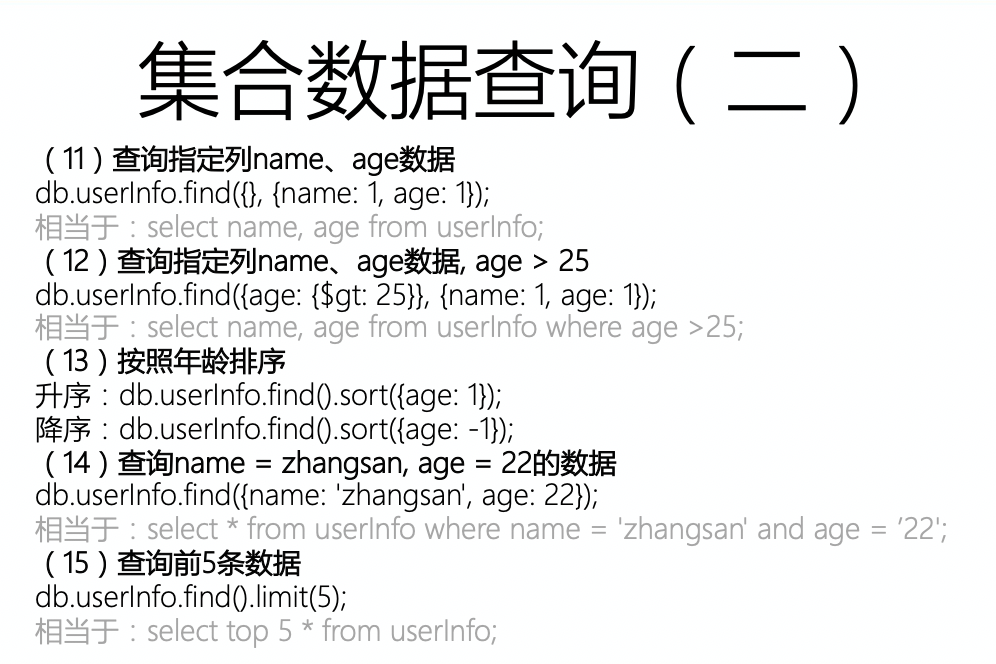 集合数据查询（二）
（11）查询指定列name、age数据
db.userInfo.find({}, {name: 1, age: 1});
相当于：select name, age from userInfo;
（12）查询指定列name、age数据, age > 25
db.userInfo.find({age: {$gt: 25}}, {name: 1, age: 1});
相当于：select name, age from userInfo where age >25;
（13）按照年龄排序
升序：db.userInfo.find().sort({age: 1});
降序：db.userInfo.find().sort({age: -1});
（14）查询name = zhangsan, age = 22的数据
db.userInfo.find({name: 'zhangsan', age: 22});
相当于：select * from userInfo where name = 'zhangsan' and age = ’22';
（15）查询前5条数据
db.userInfo.find().limit(5);
相当于：select top 5 * from userInfo;